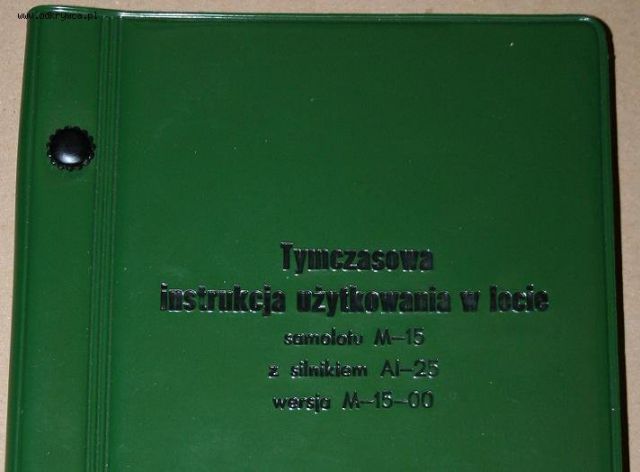 www.odkrywca.pl
Tymczasowa
instrukcja użytkowania w locie
samolotu M-15
z silnikiem AI-25
wersja M-15-00